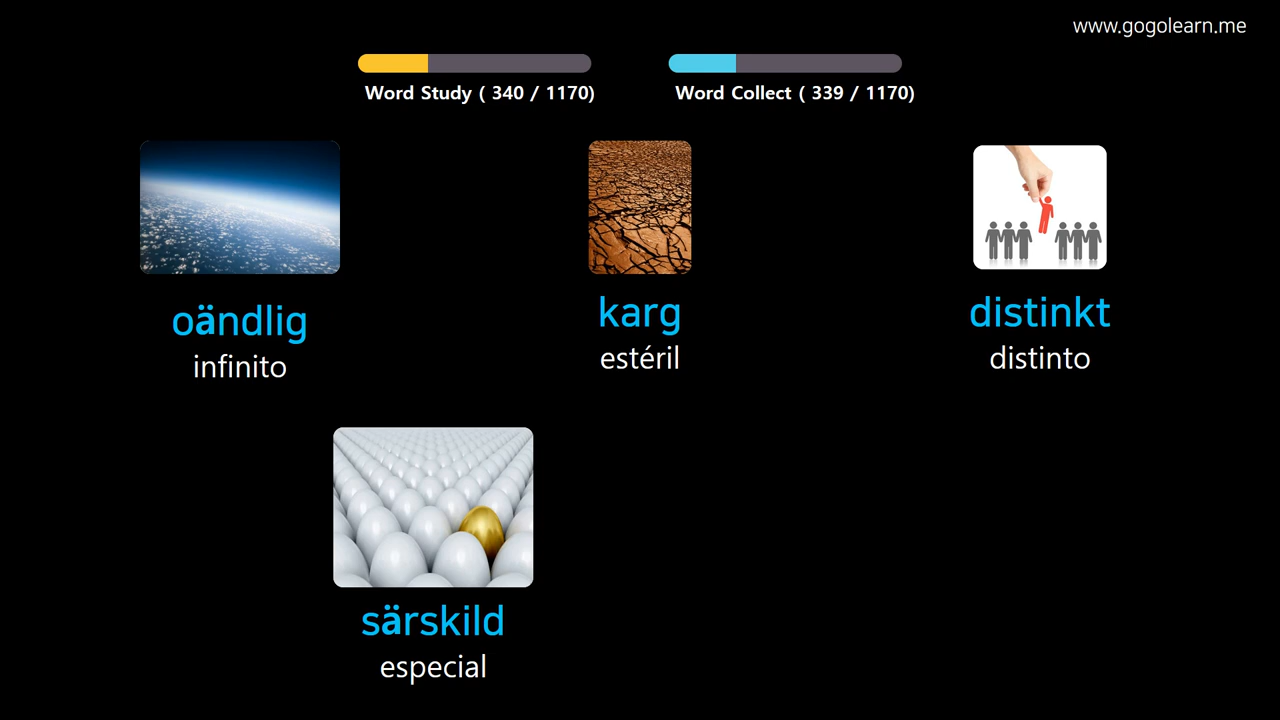 www.gogolearn.me
Word Study ( 340 / 1170)
Word Collect ( 339 / 1170)
oändlig
infinito
karg
estéril
distinkt
distinto
särskild
especial